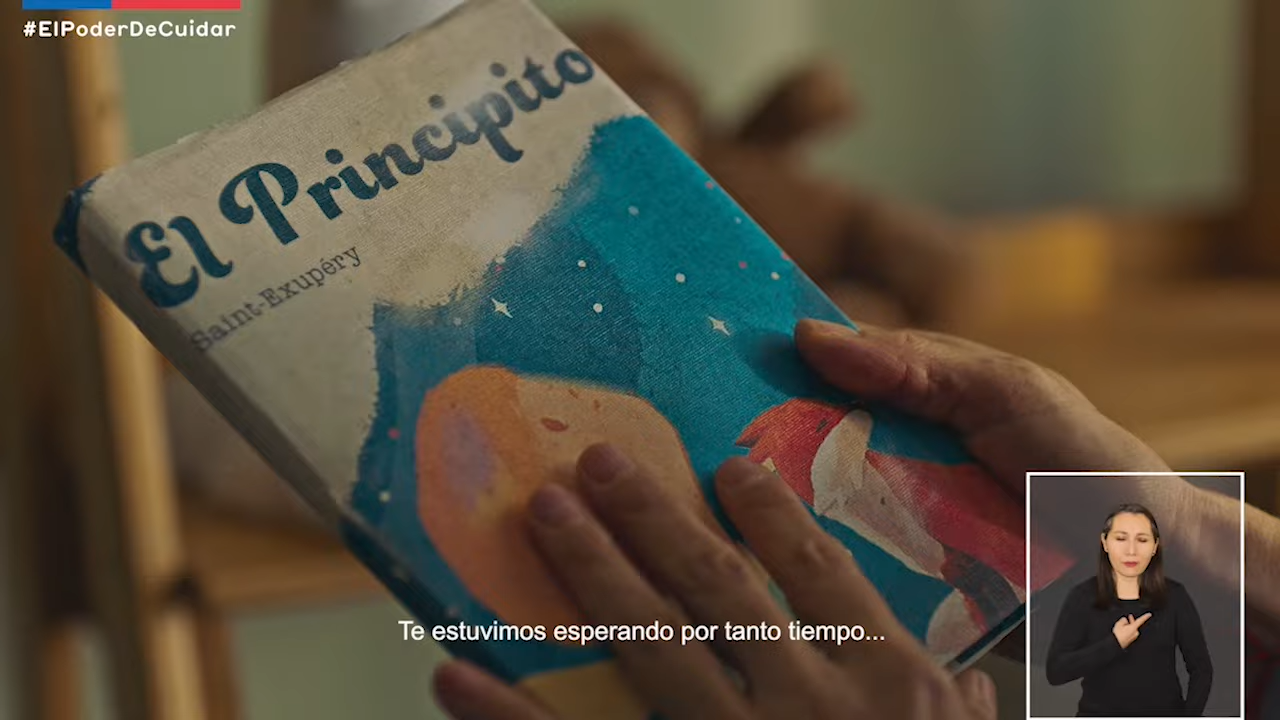 #ElPoderDeCuidar
El Principito
Saint-Exupéry
Te estuvimos esperando por tanto tiempo...